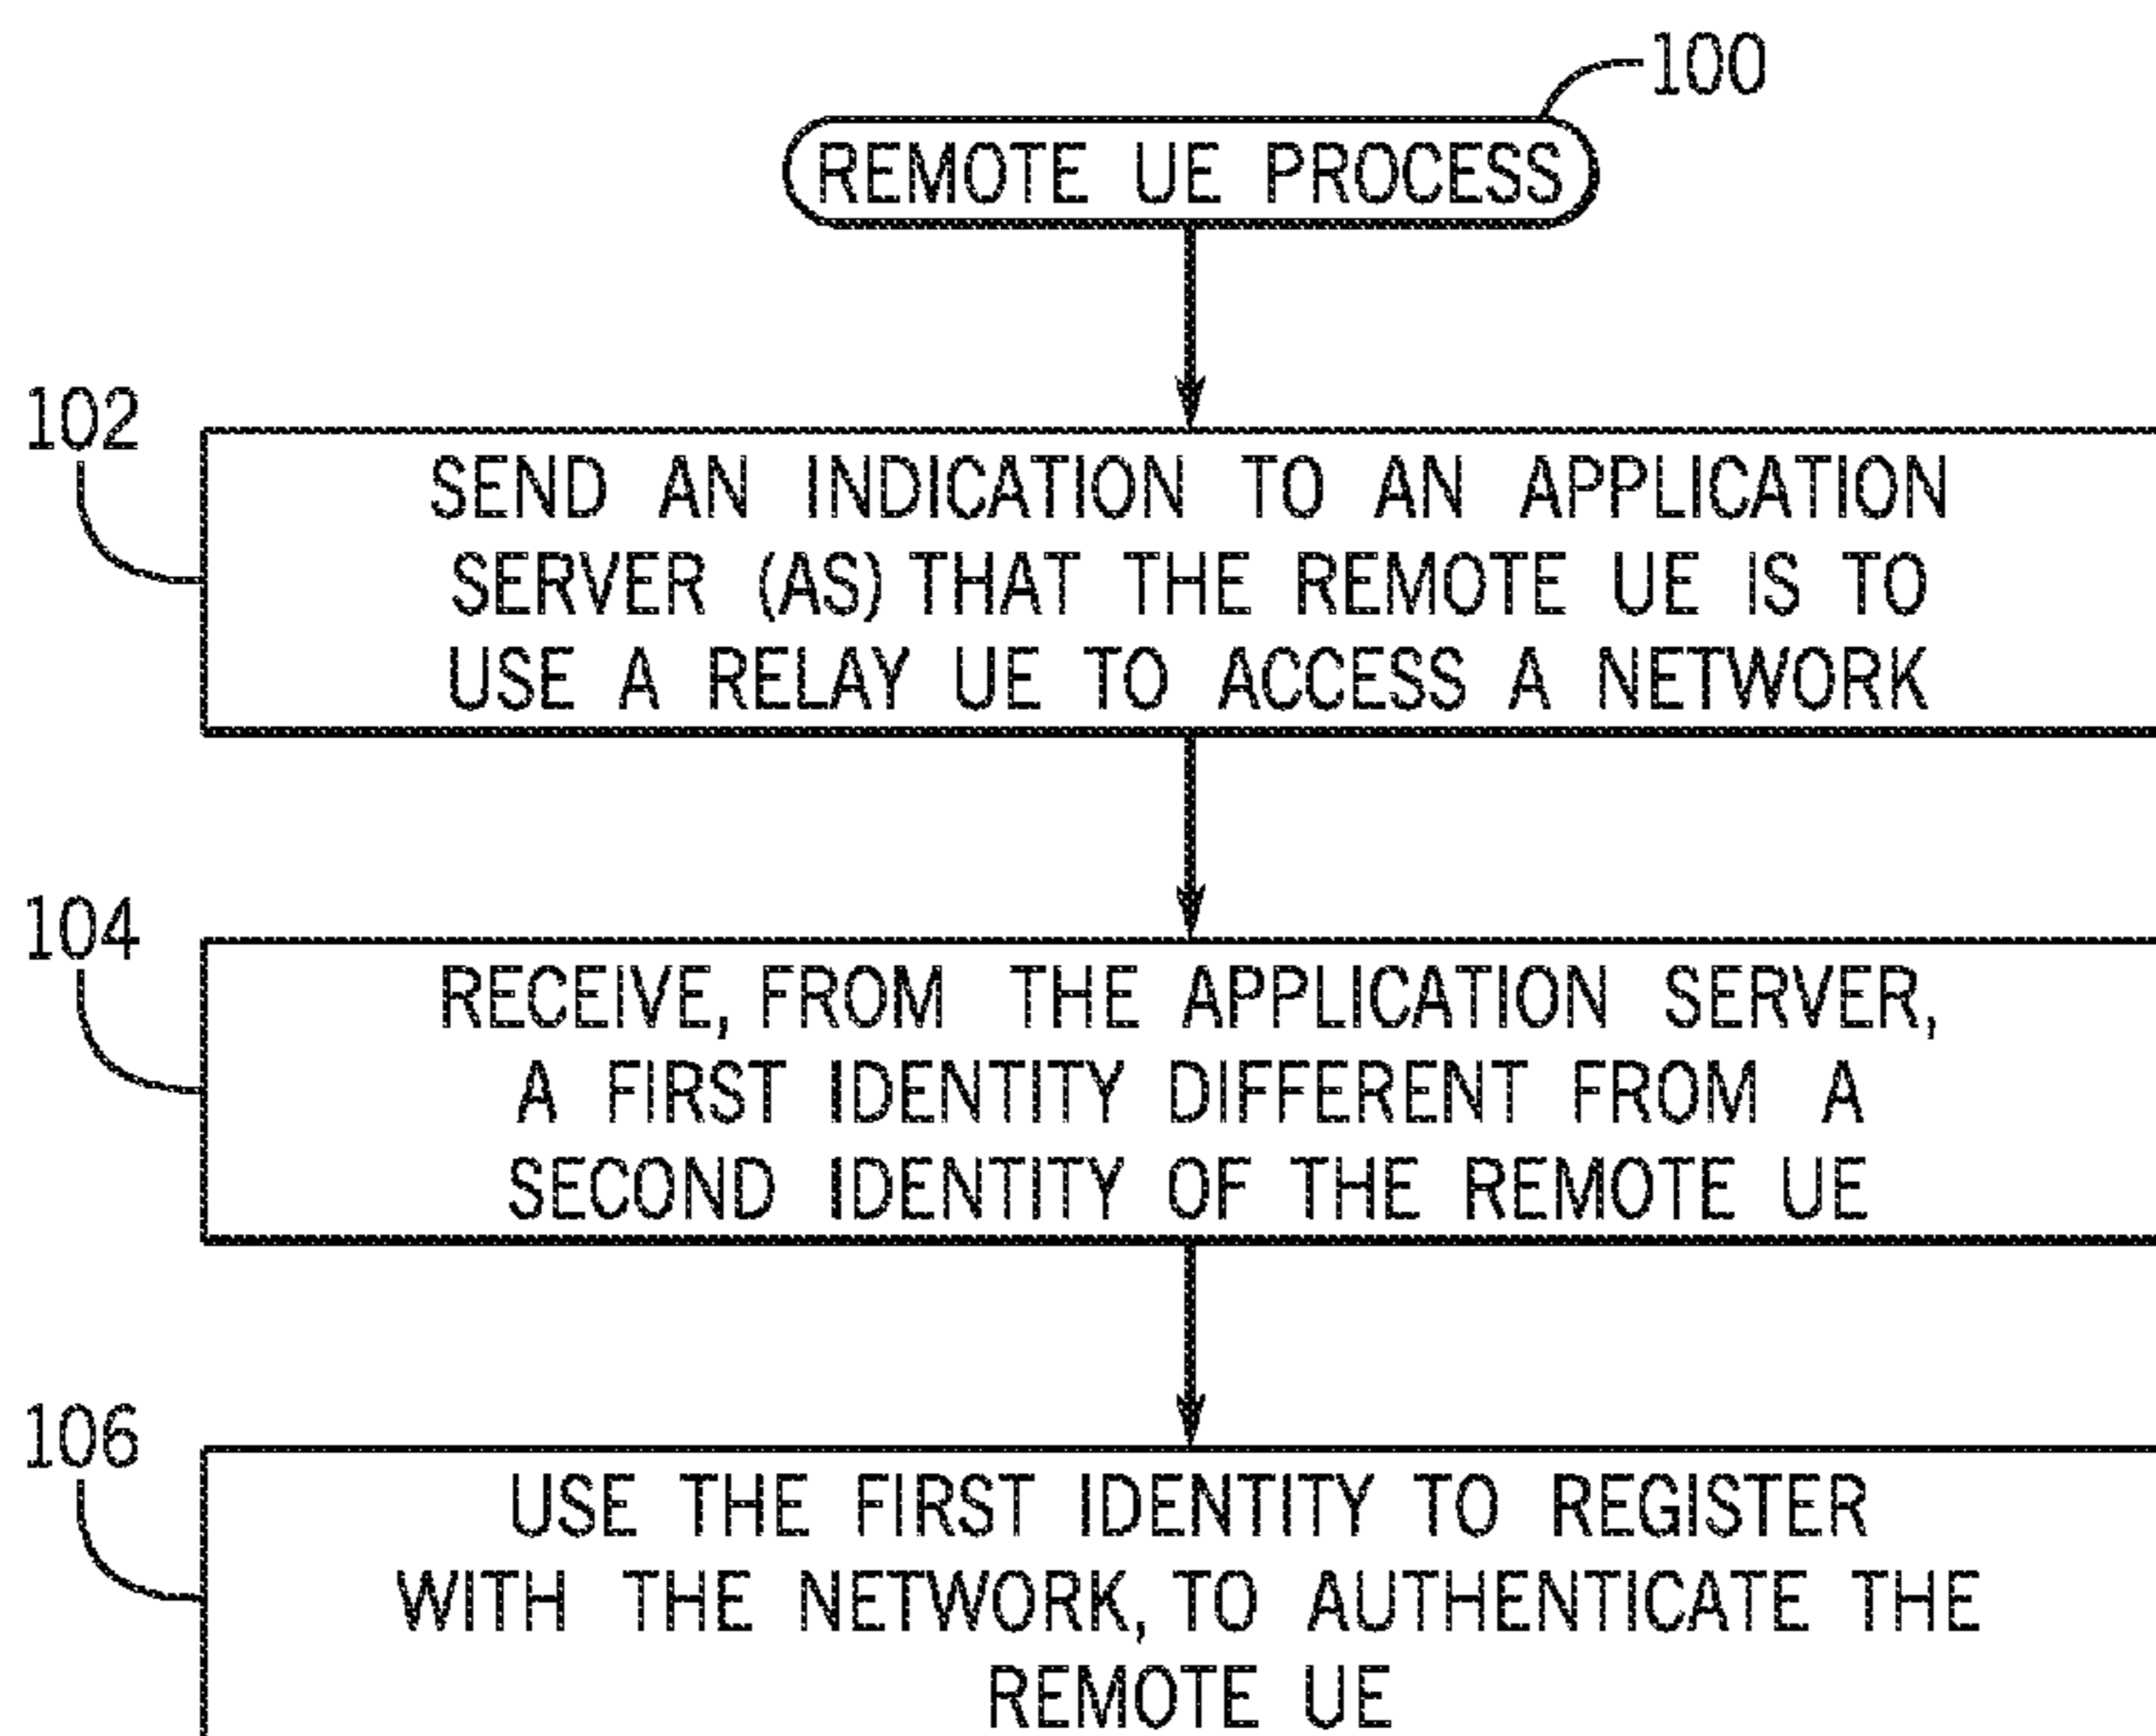 100
REMOTE UE PROCESS
102
SEND AN INDICATION TO AN APPLICATION
SERVER (AS) THAT THE REMOTE UE IS TO
USE A RELAY UE TO ACCESS A NETWORK
104
RECEIVE, FROM THE APPLICATION SERVER,
A FIRST IDENTITY DIFFERENT FROM A
SECOND IDENTITY OF THE REMOTE UE
106
USE THE FIRST IDENTITY TO REGISTER
WITH THE NETWORK, TO AUTHENTICATE THE
REMOTE UE